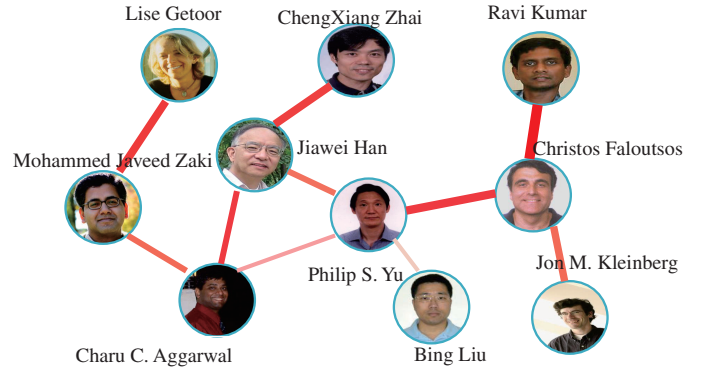 Lise Getoor
ChengXiang Zhai
Ravi Kumar
Mohammed Javeed Zaki
Jiawei Han
Christos Faloutsos
Philip S. Yu
Jon M. Kleinberg
Charu C. Aggarwal
Bing Liu